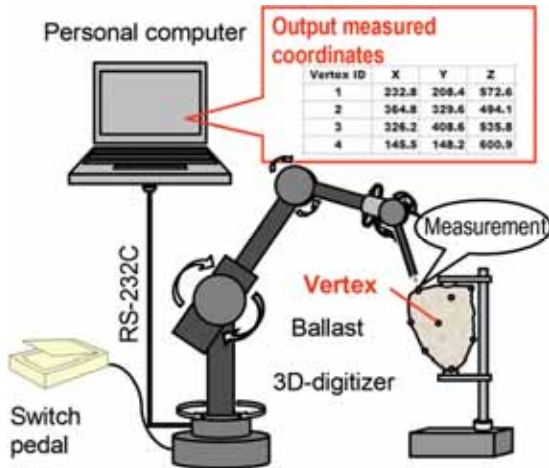 Personal computer
Output measured
coordinates
Vertex ID X Y Z
1 232.8 208.4 572.6
2 364.8 329.6 494.1
3 326.2 408.6 535.8
4 145.5 148.2 600.9
Measurement
RS-232C
Vertex
Ballast
3D-digitizer
Switch
pedal